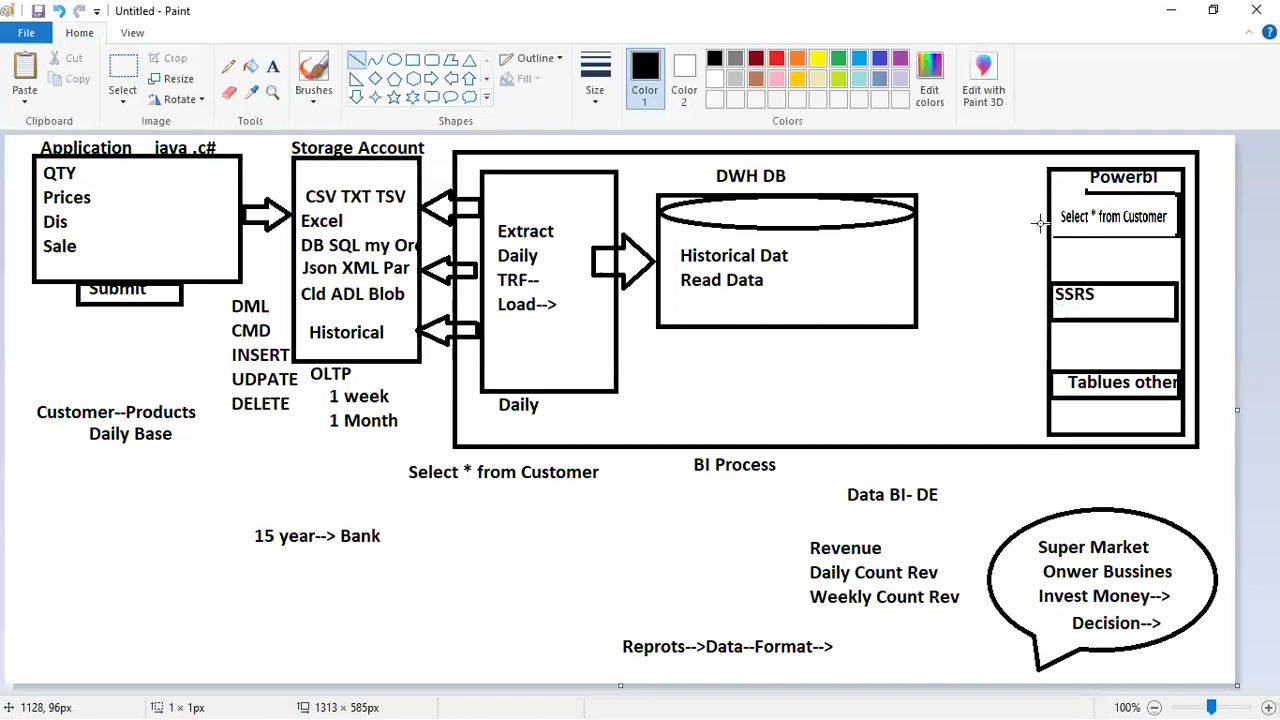 Untitled - Paint
File
Home
View
Paste
Cut
Copy
Clipboard
Select
Crop
Resize
Rotate
Image
Tools
Brushes
Shapes
Outline
Fill
Size
Color 1
Color 2
Colors
Edit colors
Edit with Paint 3D
Application java .c#
QTY
Prices
Dis
Sale
Submit
Storage Account
CSV TXT TSV
Excel
DB SQL my Orc
Json XML Par
Cld ADL Blob
Historical
DML
CMD
INSERT
UDPATE
DELETE
OLTP
1 week
1 Month
Customer--Products
Daily Base
Extract
Daily
TRF--
Load-->
Daily
DWH DB
Historical Dat
Read Data
PowerbI
Select * from Customer
SSRS
Tablues other
Select * from Customer
BI Process
Data BI- DE
15 year--> Bank
Revenue
Daily Count Rev
Weekly Count Rev
Super Market
Onwer Bussines
Invest Money-->
Decision-->
Reprots-->Data--Format-->
1128, 96px
1 × 1px
1313 × 585px
100%